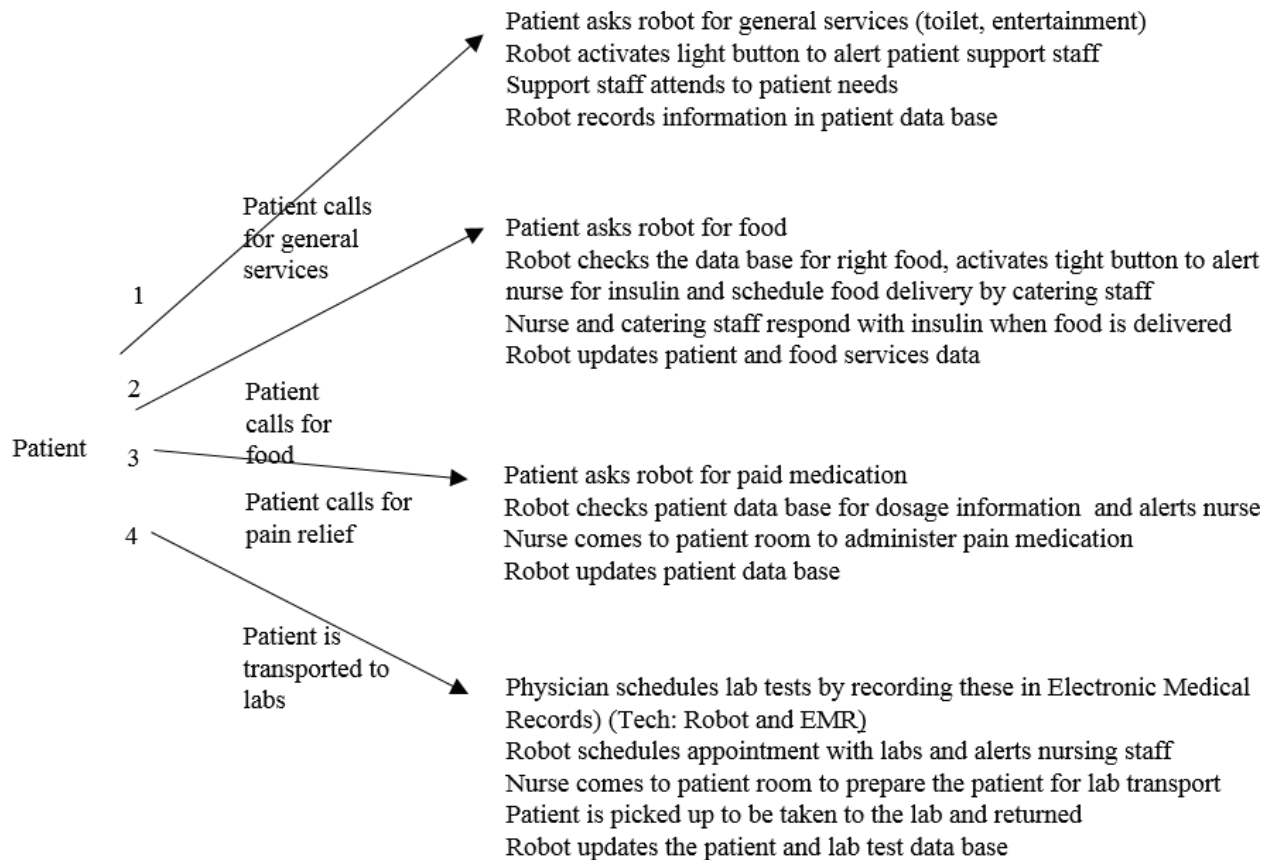 Patient asks robot for general services (toilet, entertainment)
Robot activates light button to alert patient support staff
Support staff attends to patient needs
Robot records information in patient data base
Patient calls
for general
services
1
Patient asks robot for food
Robot checks the data base for right food, activates tight button to alert
nurse for insulin and schedule food delivery by catering staff
Nurse and catering staff respond with insulin when food is delivered
Robot updates patient and food services data
2
Patient
calls for
food
Patient
3
Patient asks robot for paid medication
Robot checks patient data base for dosage information  and alerts nurse
Nurse comes to patient room to administer pain medication
Robot updates patient data base
Patient calls for
pain relief
4
Patient is
transported to
labs
Physician schedules lab tests by recording these in Electronic Medical
Records) (Tech: Robot and EMR)
Robot schedules appointment with labs and alerts nursing staff
Nurse comes to patient room to prepare the patient for lab transport
Patient is picked up to be taken to the lab and returned
Robot updates the patient and lab test data base